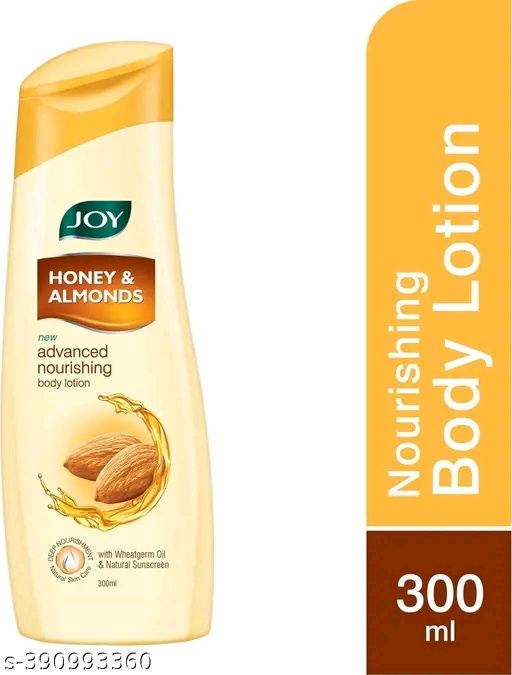 JOY
HONEY &
ALMONDS
new
advanced
nourishing
body lotion
DEEP NOURISHMENT
Natural Skin Care
with Wheatgerm Oil
& Natural Sunscreen
300ml
Nourishing
Body Lotion
300
ml
s-390993360